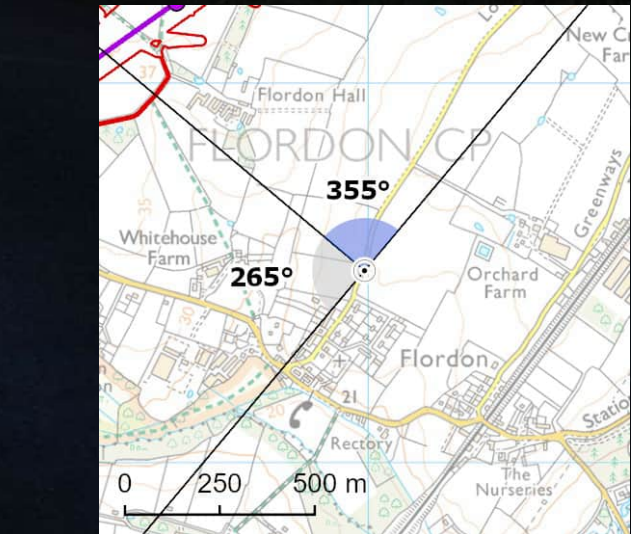 New C
Far
37
Flordon Hall
FLORDON CP
355°
35
Whitehouse
Farm
265°
Greenways
Orchard
Farm
30
Flordon
21
20
Rectory
Statio
The
Nurseries
0 250 500 m